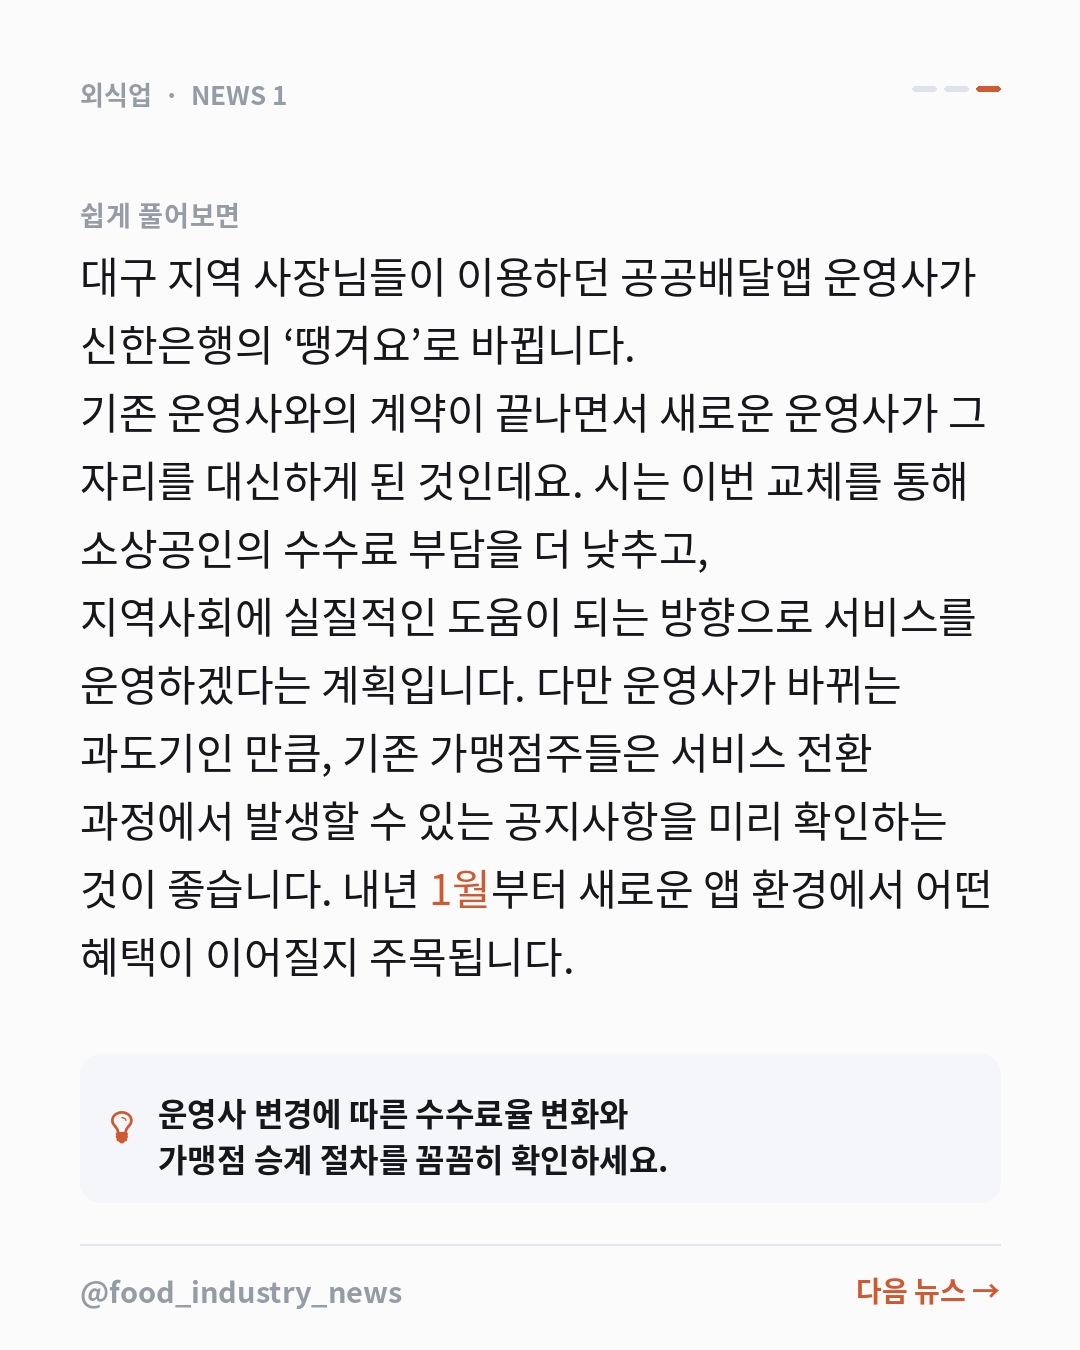 외식업 · NEWS 1
쉽게 풀어보면
대구 지역 사장님들이 이용하던 공공배달앱 운영사가
신한은행의 ‘땡겨요’로 바뀝니다.
기존 운영사와의 계약이 끝나면서 새로운 운영사가 그
자리를 대신하게 된 것인데요. 시는 이번 교체를 통해
소상공인의 수수료 부담을 더 낮추고,
지역사회에 실질적인 도움이 되는 방향으로 서비스를
운영하겠다는 계획입니다. 다만 운영사가 바뀌는
과도기인 만큼, 기존 가맹점주들은 서비스 전환
과정에서 발생할 수 있는 공지사항을 미리 확인하는
것이 좋습니다. 내년 1월부터 새로운 앱 환경에서 어떤
혜택이 이어질지 주목됩니다.
운영사 변경에 따른 수수료율 변화와
가맹점 승계 절차를 꼼꼼히 확인하세요.
@food_industry_news
다음 뉴스 →